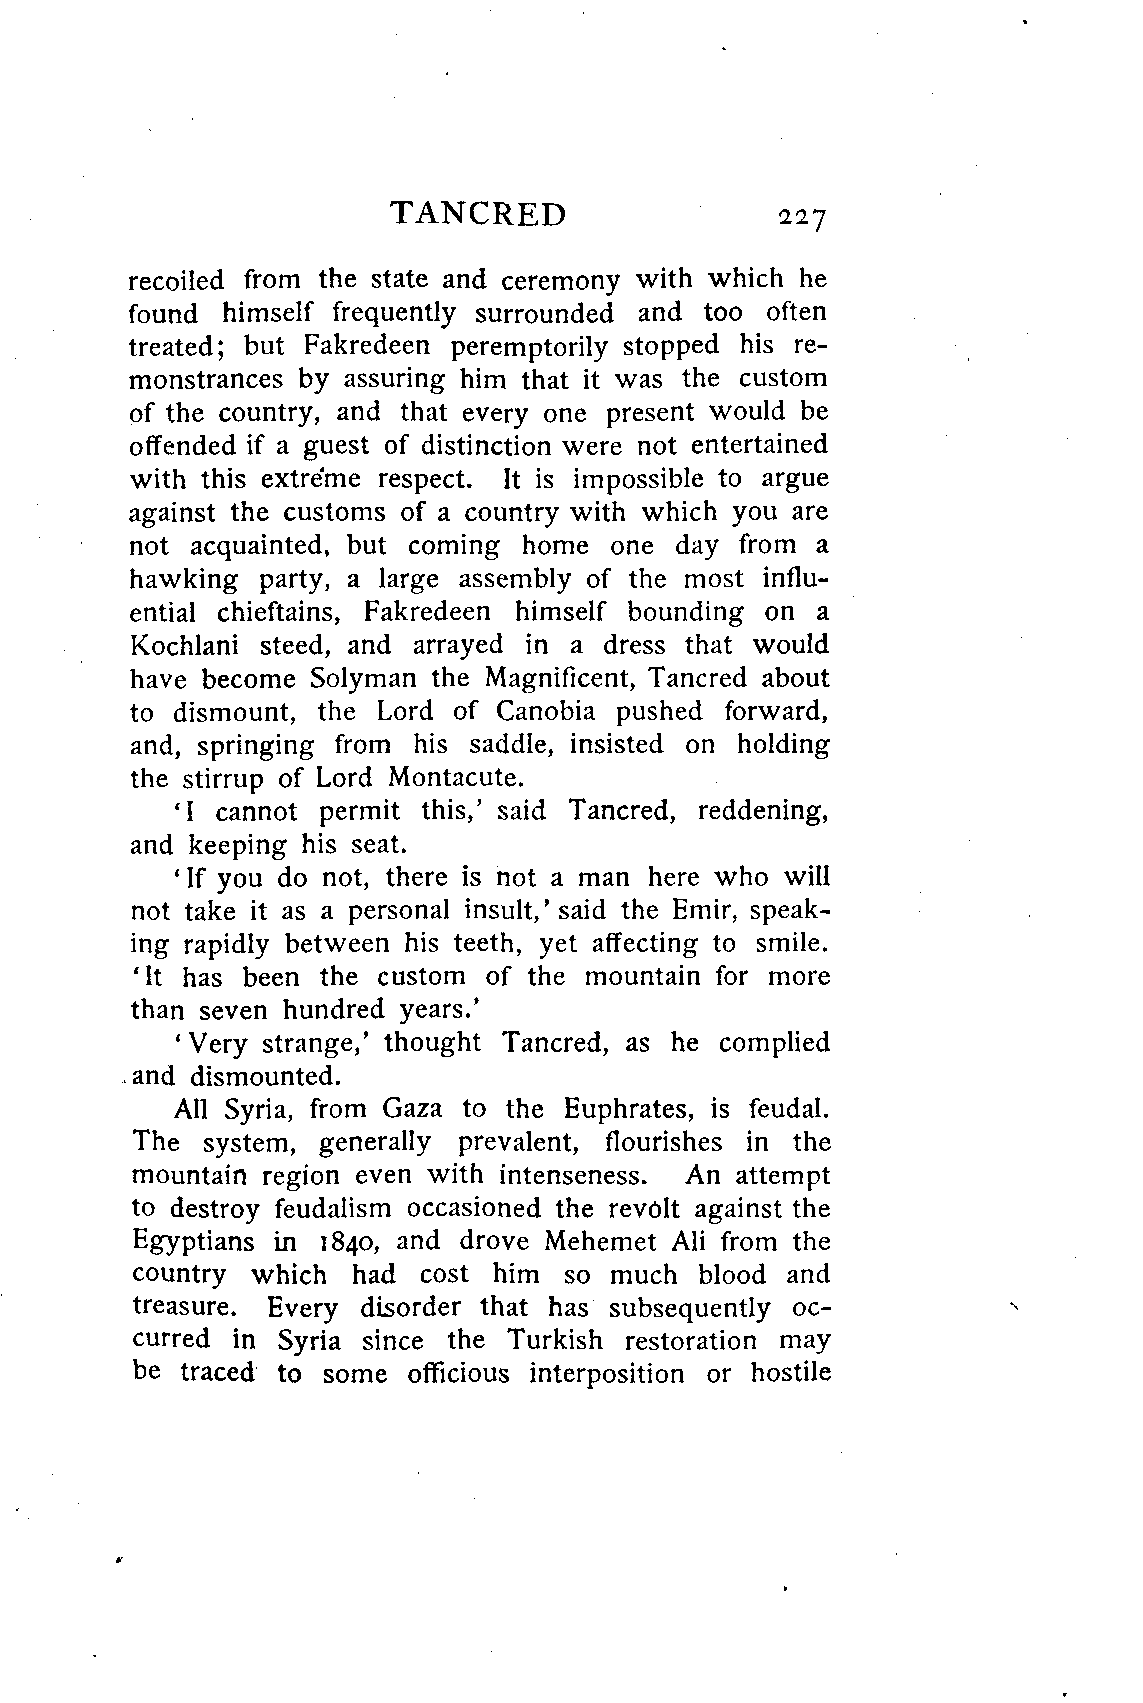 TANCRED 227
recoiled from the state and ceremony with which he
found himself frequently surrounded and too often
treated; but Fakredeen peremptorily stopped his re-
monstrances by assuring him that it was the custom
of the country, and that every one present would be
offended if a guest of distinction were not entertained
with this extreme respect. It is impossible to argue
against the customs of a country with which you are
not acquainted, but coming home one day from a
hawking party, a large assembly of the most influ-
ential chieftains, Fakredeen himself bounding on a
Kochlani steed, and arrayed in a dress that would
have become Solyman the Magnificent, Tancred about
to dismount, the Lord of Canobia pushed forward,
and, springing from his saddle, insisted on holding
the stirrup of Lord Montacute.
'I cannot permit this,' said Tancred, reddening,
and keeping his seat.
'If you do not, there is not a man here who will
not take it as a personal insult,' said the Emir, speak-
ing rapidly between his teeth, yet affecting to smile.
'It has been the custom of the mountain for more
than seven hundred years.'
'Very strange,' thought Tancred, as he complied
and dismounted.
All Syria, from Gaza to the Euphrates, is feudal.
The system, generally prevalent, flourishes in the
mountain region even with intenseness. An attempt
to destroy feudalism occasioned the revolt against the
Egyptians in 1840, and drove Mehemet Ali from the
country which had cost him so much blood and
treasure. Every disorder that has subsequently oc-
curred in Syria since the Turkish restoration may
be traced to some officious interposition or hostile